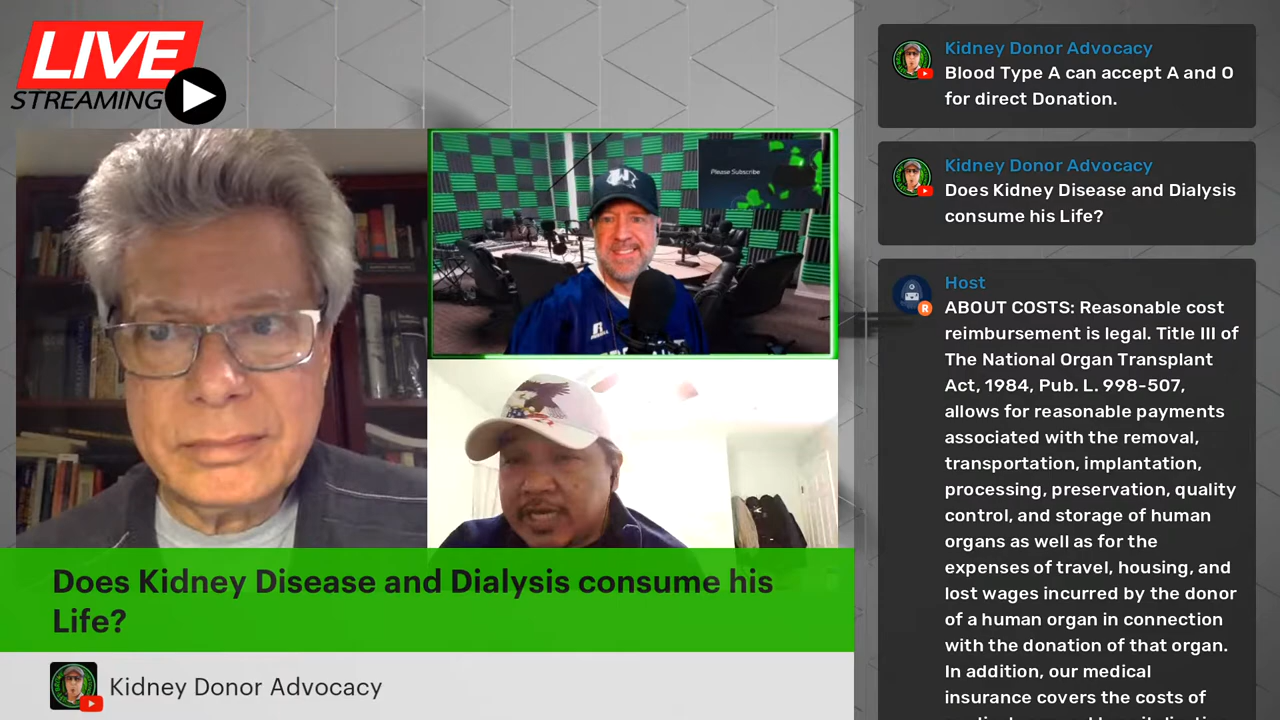 LIVE
STREAMING
Please Subscribe
Does Kidney Disease and Dialysis consume his
Life?
Kidney Donor Advocacy
Kidney Donor Advocacy
Blood Type A can accept A and O
for direct Donation.
Kidney Donor Advocacy
Does Kidney Disease and Dialysis
consume his Life?
Host
R
ABOUT COSTS: Reasonable cost
reimbursement is legal. Title III of
The National Organ Transplant
Act, 1984, Pub. L. 998-507,
allows for reasonable payments
associated with the removal,
transportation, implantation,
processing, preservation, quality
control, and storage of human
organs as well as for the
expenses of travel, housing, and
lost wages incurred by the donor
of a human organ in connection
with the donation of that organ.
In addition, our medical
insurance covers the costs of